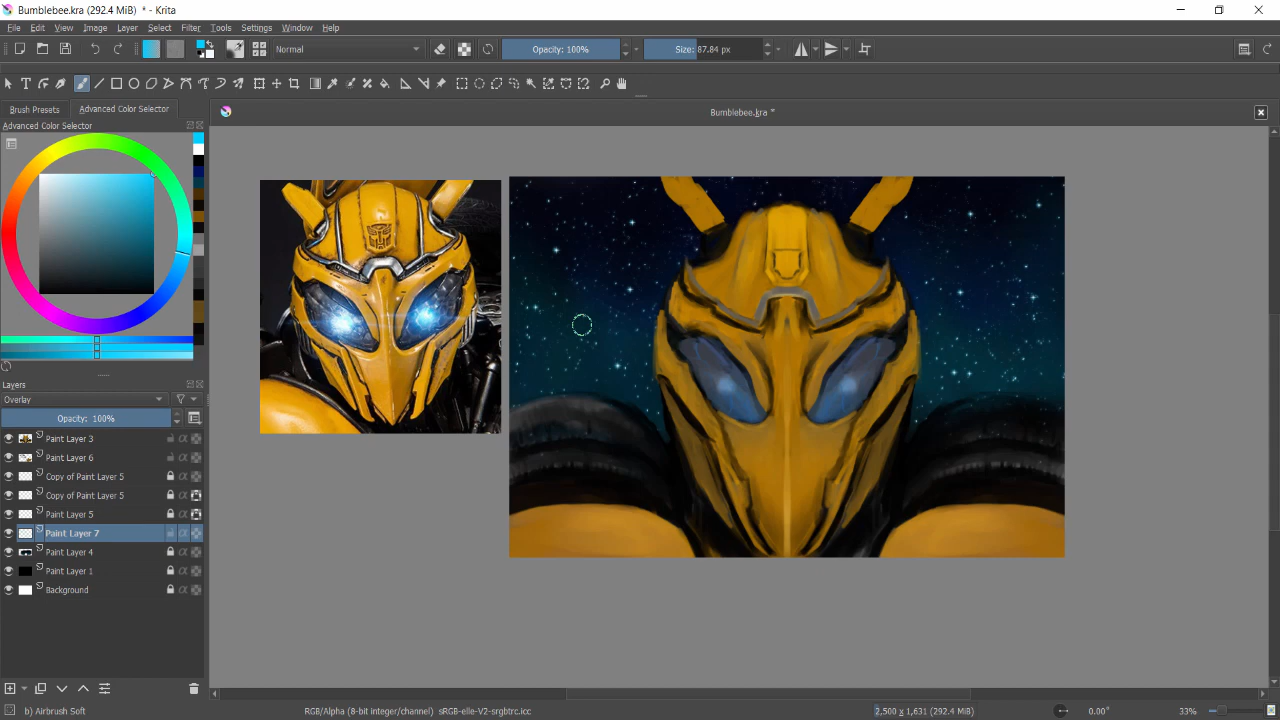 Bumblebee.kra (292.4 MiB) * - Krita
File Edit View Image Layer Select Filter Tools Settings Window Help
Normal Opacity: 100% Size: 87.84 px
Brush Presets Advanced Color Selector
Bumblebee.kra *
Advanced Color Selector
Layers
Overlay
Opacity: 100%
Paint Layer 3
Paint Layer 6
Copy of Paint Layer 5
Copy of Paint Layer 5
Paint Layer 5
Paint Layer 7
Paint Layer 4
Paint Layer 1
Background
b) Airbrush Soft RGB/Alpha (8-bit integer/channel) sRGB-elle-V2-srgbtrc.icc 2,500 x 1,631 (292.4 MiB) 0.00° 33%